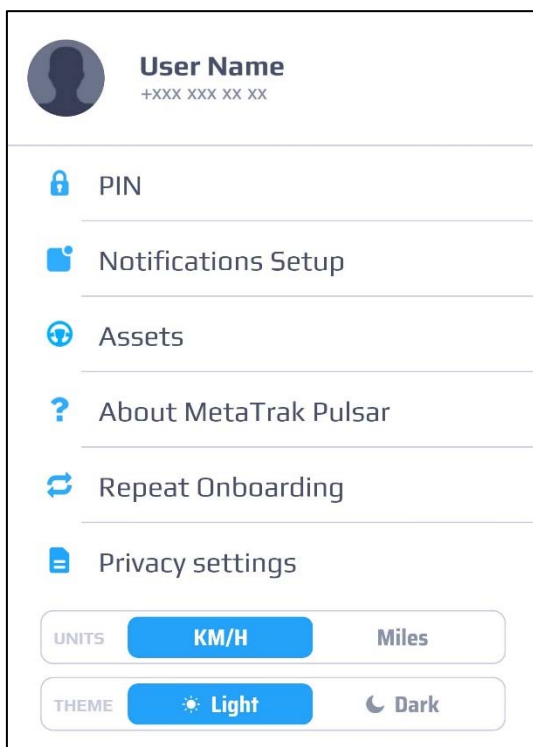 User Name
+xxx xxx xx xx
PIN
Notifications Setup
Assets
About MetaTrak Pulsar
Repeat Onboarding
Privacy settings
UNITS KM/H Miles
THEME Light Dark